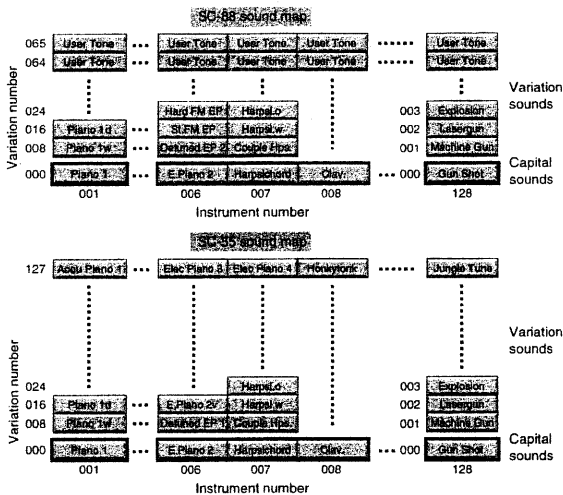 SC-88 sound map
065 User Tone User Tone User Tone User Tone User Tone
064 User Tone User Tone User Tone User Tone User Tone
Variation number
Variation sounds
024 Hard FM EP Harpsi.o 003 Explosion
016 Piano 1d St.FM EP Harpsi.w 002 Lasergun
008 Piano 1w Detuned EP 2 Couple Hps. 001 Machine Gun
000 Piano 1 E.Piano 2 Harpsichord Clav. 000 Gun Shot
Capital sounds
001 006 007 008 128
Instrument number
SC-55 sound map
127 Acou Piano 1 Elec Piano 3 Elec Piano 4 Honkytonk Jungle Tune
Variation number
Variation sounds
024 Harpsi.o 003 Explosion
016 Piano 1d E.Piano 2v Harpsi.w 002 Lasergun
008 Piano 1w Detuned EP Couple Hps. 001 Machine Gun
000 Piano 1 E.Piano 2 Harpsichord Clav. 000 Gun Shot
Capital sounds
001 006 007 008 128
Instrument number